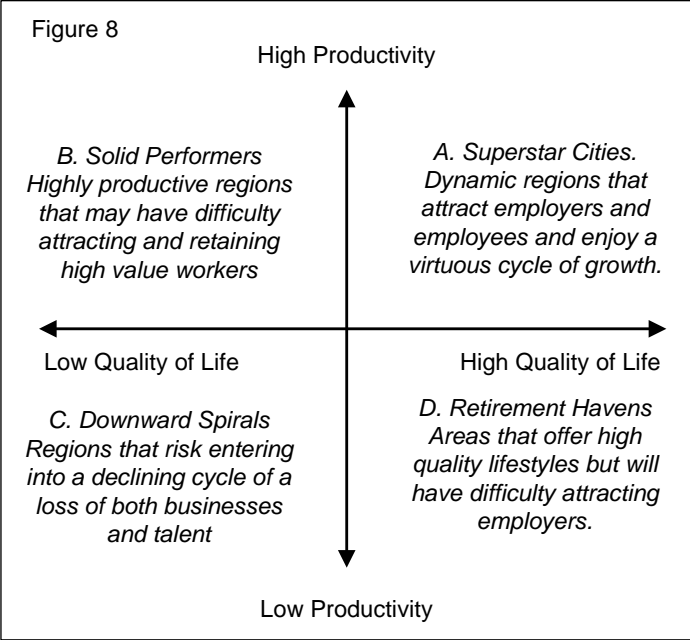 Figure 8
High Productivity
B. Solid Performers
Highly productive regions
that may have difficulty
attracting and retaining
high value workers
A. Superstar Cities.
Dynamic regions that
attract employers and
employees and enjoy a
virtuous cycle of growth.
Low Quality of Life
High Quality of Life
C. Downward Spirals
Regions that risk entering
into a declining cycle of a
loss of both businesses
and talent
D. Retirement Havens
Areas that offer high
quality lifestyles but will
have difficulty attracting
employers.
Low Productivity